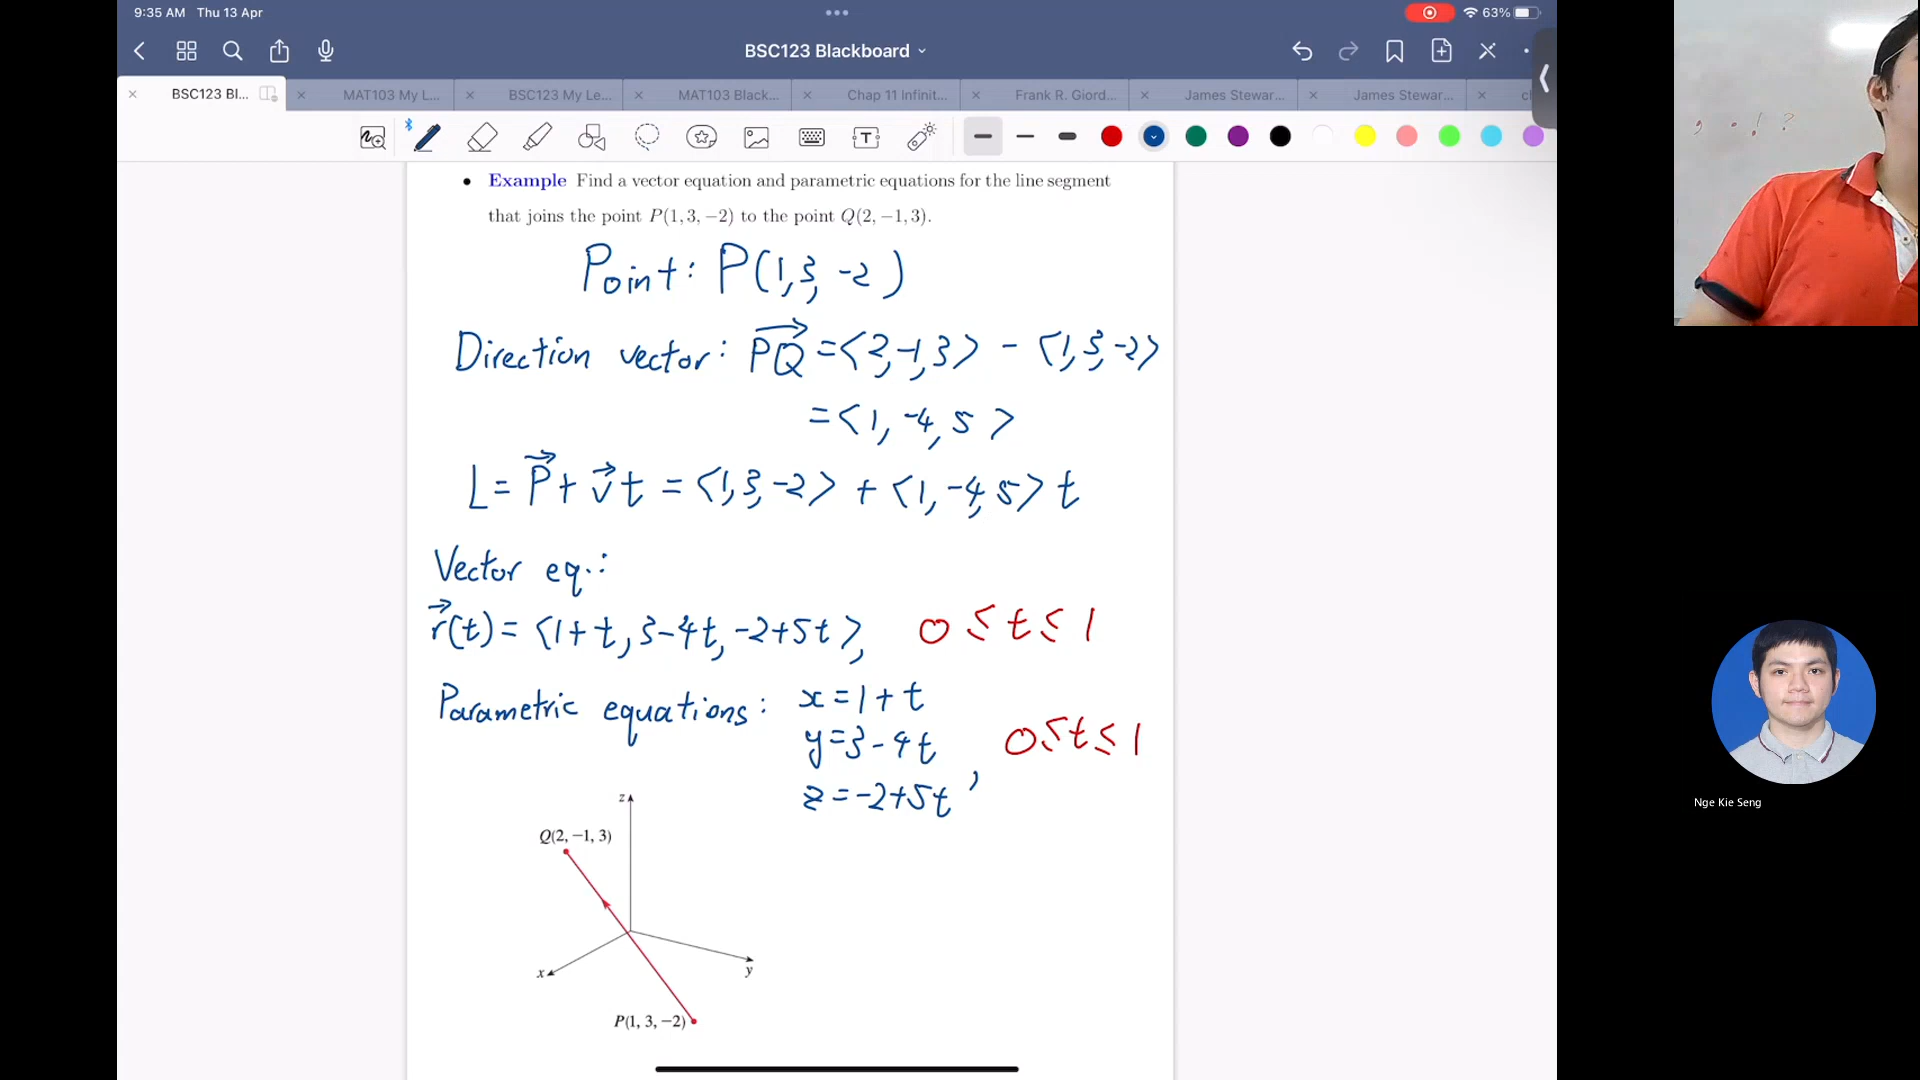 9:35 AM Thu 13 Apr
63%
BSC123 Blackboard
BSC123 Bl...
MAT103 My L...
BSC123 My Le...
MAT103 Black...
Chap 11 Infinit...
Frank R. Giord...
James Stewar...
James Stewar...
• Example Find a vector equation and parametric equations for the line segment
that joins the point P(1, 3, −2) to the point Q(2, −1, 3).
Point: P(1,3,-2)
Direction vector: \overrightarrow{PQ} = <2,-1,3> - <1,3,-2>
= <1,-4,5>
L = \vec{P} + \vec{v}t = <1,3,-2> + <1,-4,5>t
Vector eq.:
\vec{r}(t) = <1+t, 3-4t, -2+5t>, 0 ≤ t ≤ 1
Parametric equations: x = 1+t
y = 3-4t
z = -2+5t , 0 ≤ t ≤ 1
z
Q(2, −1, 3)
x
y
P(1, 3, −2)
Nge Kie Seng